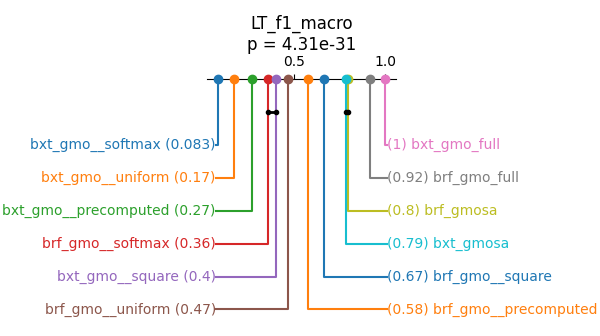 LT_f1_macro
p = 4.31e-31
0.5 1.0
bxt_gmo__softmax (0.083) (1) bxt_gmo_full
bxt_gmo__uniform (0.17) (0.92) brf_gmo_full
bxt_gmo__precomputed (0.27) (0.8) brf_gmosa
brf_gmo__softmax (0.36) (0.79) bxt_gmosa
bxt_gmo__square (0.4) (0.67) brf_gmo__square
brf_gmo__uniform (0.47) (0.58) brf_gmo__precomputed